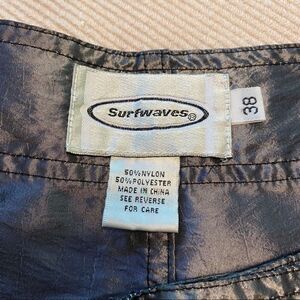 Surfwaves®
38
50%NYLON
50%POLYESTER
MADE IN CHINA
SEE REVERSE
FOR CARE